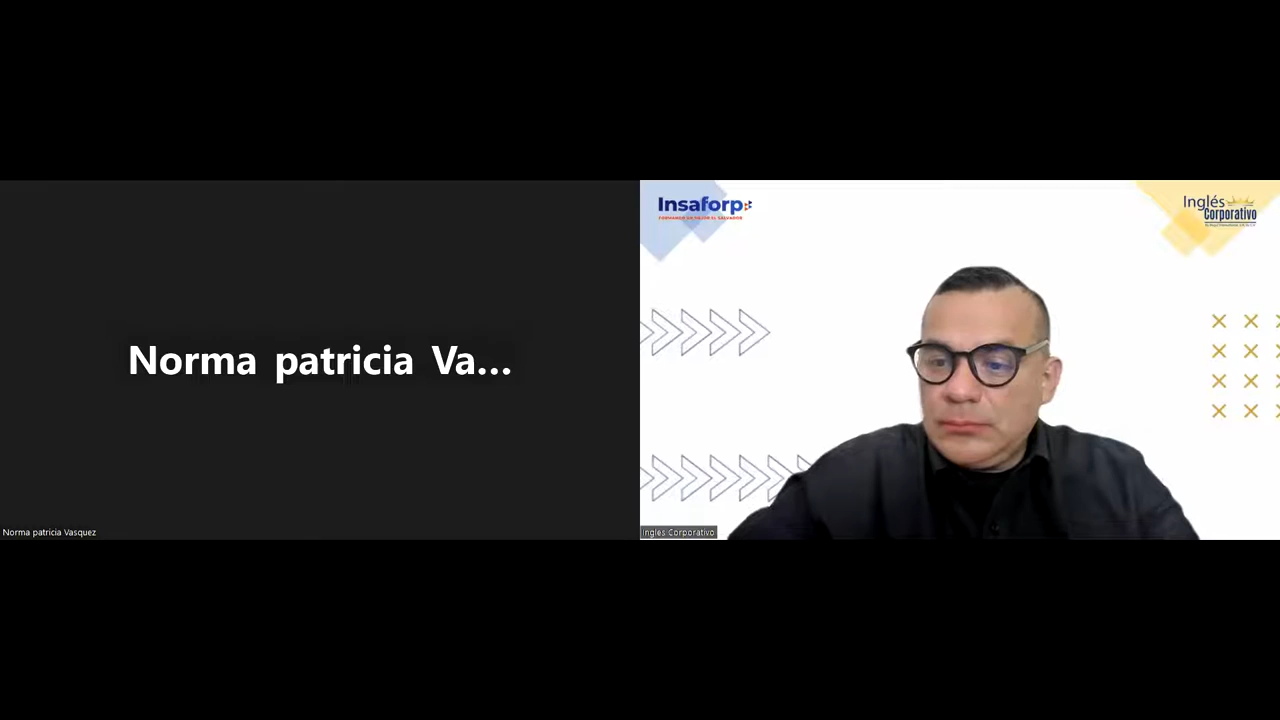 Norma patricia Va...
Norma patricia Vasquez
Insaforp
Inglés
Corporativo
Ingles Corporativo